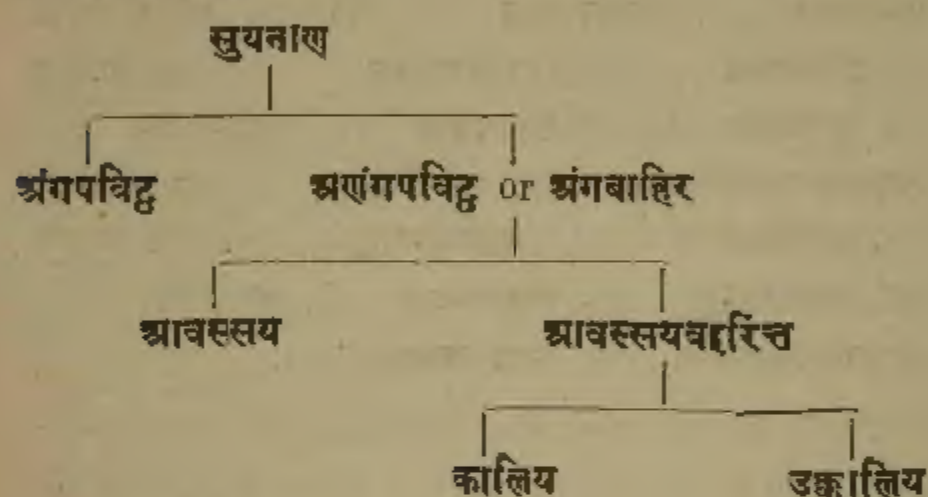 सुयनाण
अंगपविट्ठ अणंगपविट्ठ or अंगबाहिर
आवस्सय आवस्सयवइरित्त
कालिय उक्कालिय